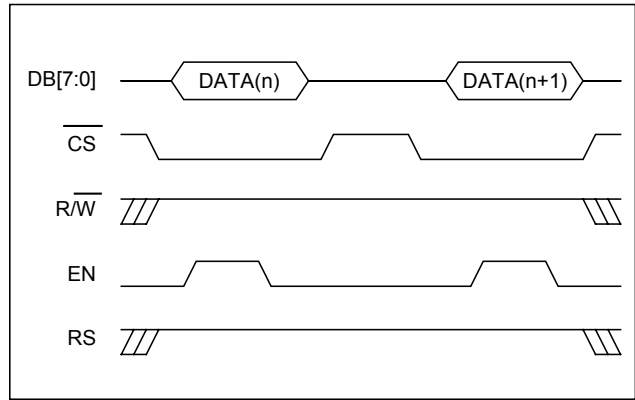 DB[7:0] DATA(n) DATA(n+1)
CS
R/W
EN
RS